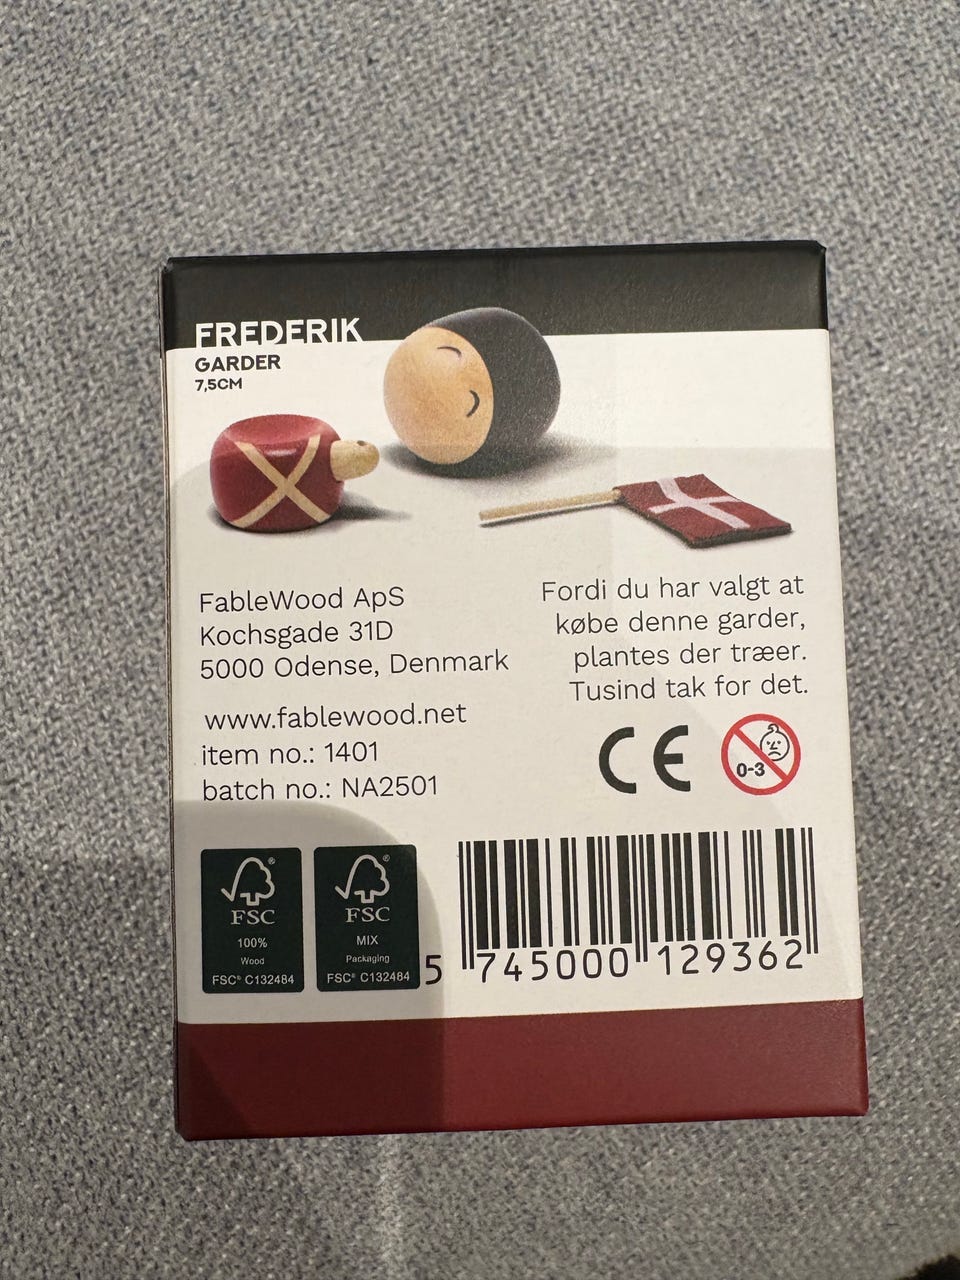 FREDERIK
GARDER
7,5CM
FableWood ApS
Kochsgade 31D
5000 Odense, Denmark
www.fablewood.net
item no.: 1401
batch no.: NA2501
Fordi du har valgt at
købe denne garder,
plantes der træer.
Tusind tak for det.
CE
0-3
FSC®
100%
Wood
FSC® C132484
FSC®
MIX
Packaging
FSC® C132484
5 745000 129362